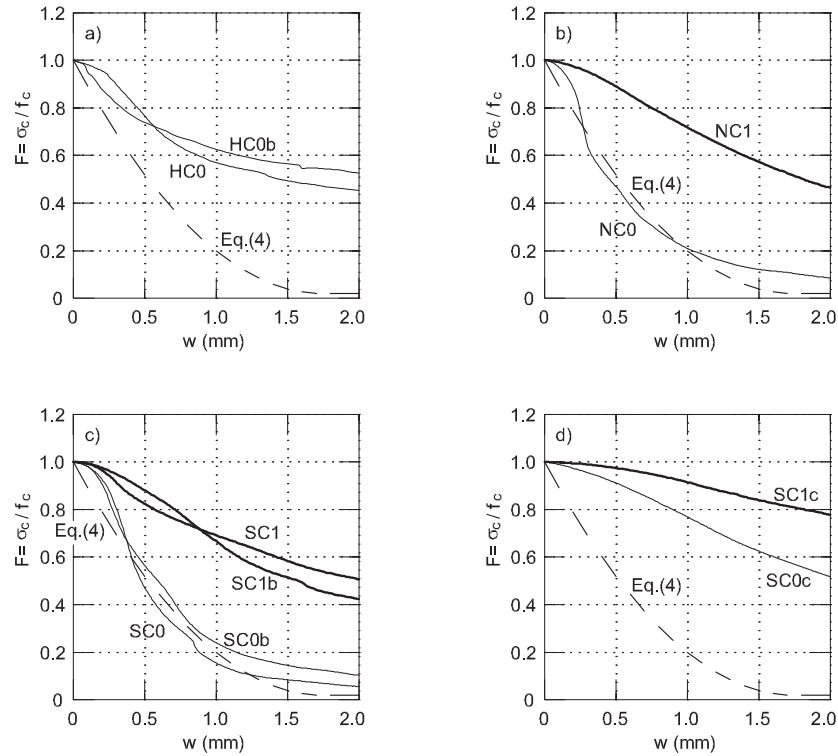 a)
F= σc / fc
1.2
1.0
0.8
0.6
0.4
0.2
0
HC0b
HC0
Eq.(4)
0 0.5 1.0 1.5 2.0
w (mm)
b)
F= σc / fc
1.2
1.0
0.8
0.6
0.4
0.2
0
NC1
Eq.(4)
NC0
0 0.5 1.0 1.5 2.0
w (mm)
c)
F= σc / fc
1.2
1.0
0.8
0.6
0.4
0.2
0
Eq.(4)
SC1
SC1b
SC0
SC0b
0 0.5 1.0 1.5 2.0
w (mm)
d)
F= σc / fc
1.2
1.0
0.8
0.6
0.4
0.2
0
SC1c
SC0c
Eq.(4)
0 0.5 1.0 1.5 2.0
w (mm)